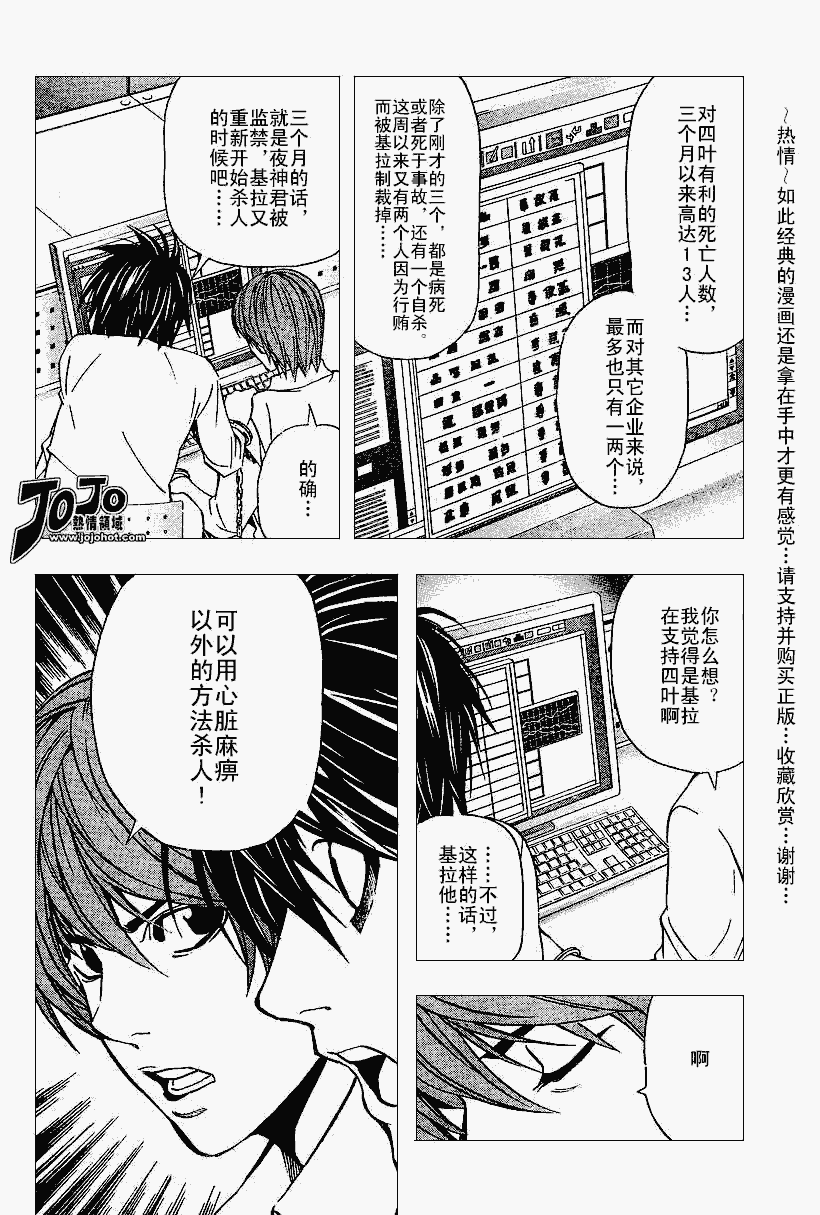 对四叶有利的死亡人数，
三个月以来高达13人…
而对其它企业来说，
最多也只有一两个…
除了刚才的三个，都是病死
或者死于事故，还有一个自杀。
这周以来又有两个人因为行贿
而被基拉制裁掉……
三个月的话，
就是夜神君被
监禁，基拉又
重新开始杀人
的时候吧……
的确…
你怎么想？
我觉得是基拉
在支持四叶啊
……不过，
这样的话，
基拉他……
啊
可以用心脏麻痹
以外的方法杀人！
～热情～如此经典的漫画还是拿在手中才更有感觉…请支持并购买正版…收藏欣赏…谢谢…
JOJO
熱情領域
www.jojohot.com